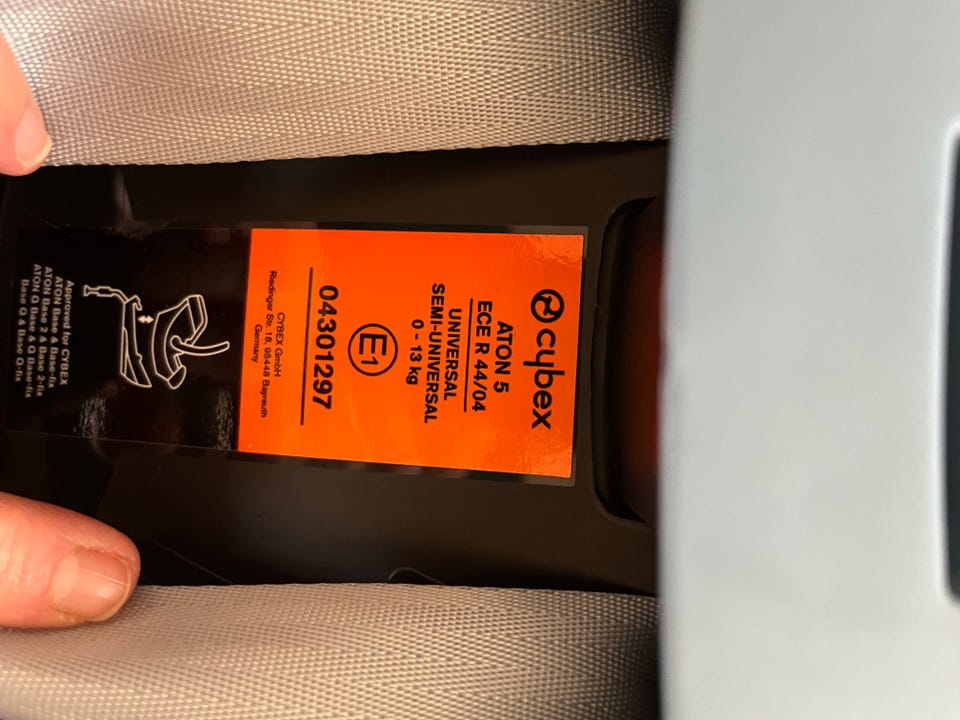 cybex
ATON 5
ECE R 44/04
UNIVERSAL
SEMI-UNIVERSAL
0 - 13 kg
E1
04301297
CYBEX GmbH
Riedinger Str. 18, 95448 Bayreuth
Germany
Approved for CYBEX
ATON Base & Base-fix
ATON Base 2 & Base 2-fix
ATON Q Base & Q Base-fix
Base Q & Base Q-fix